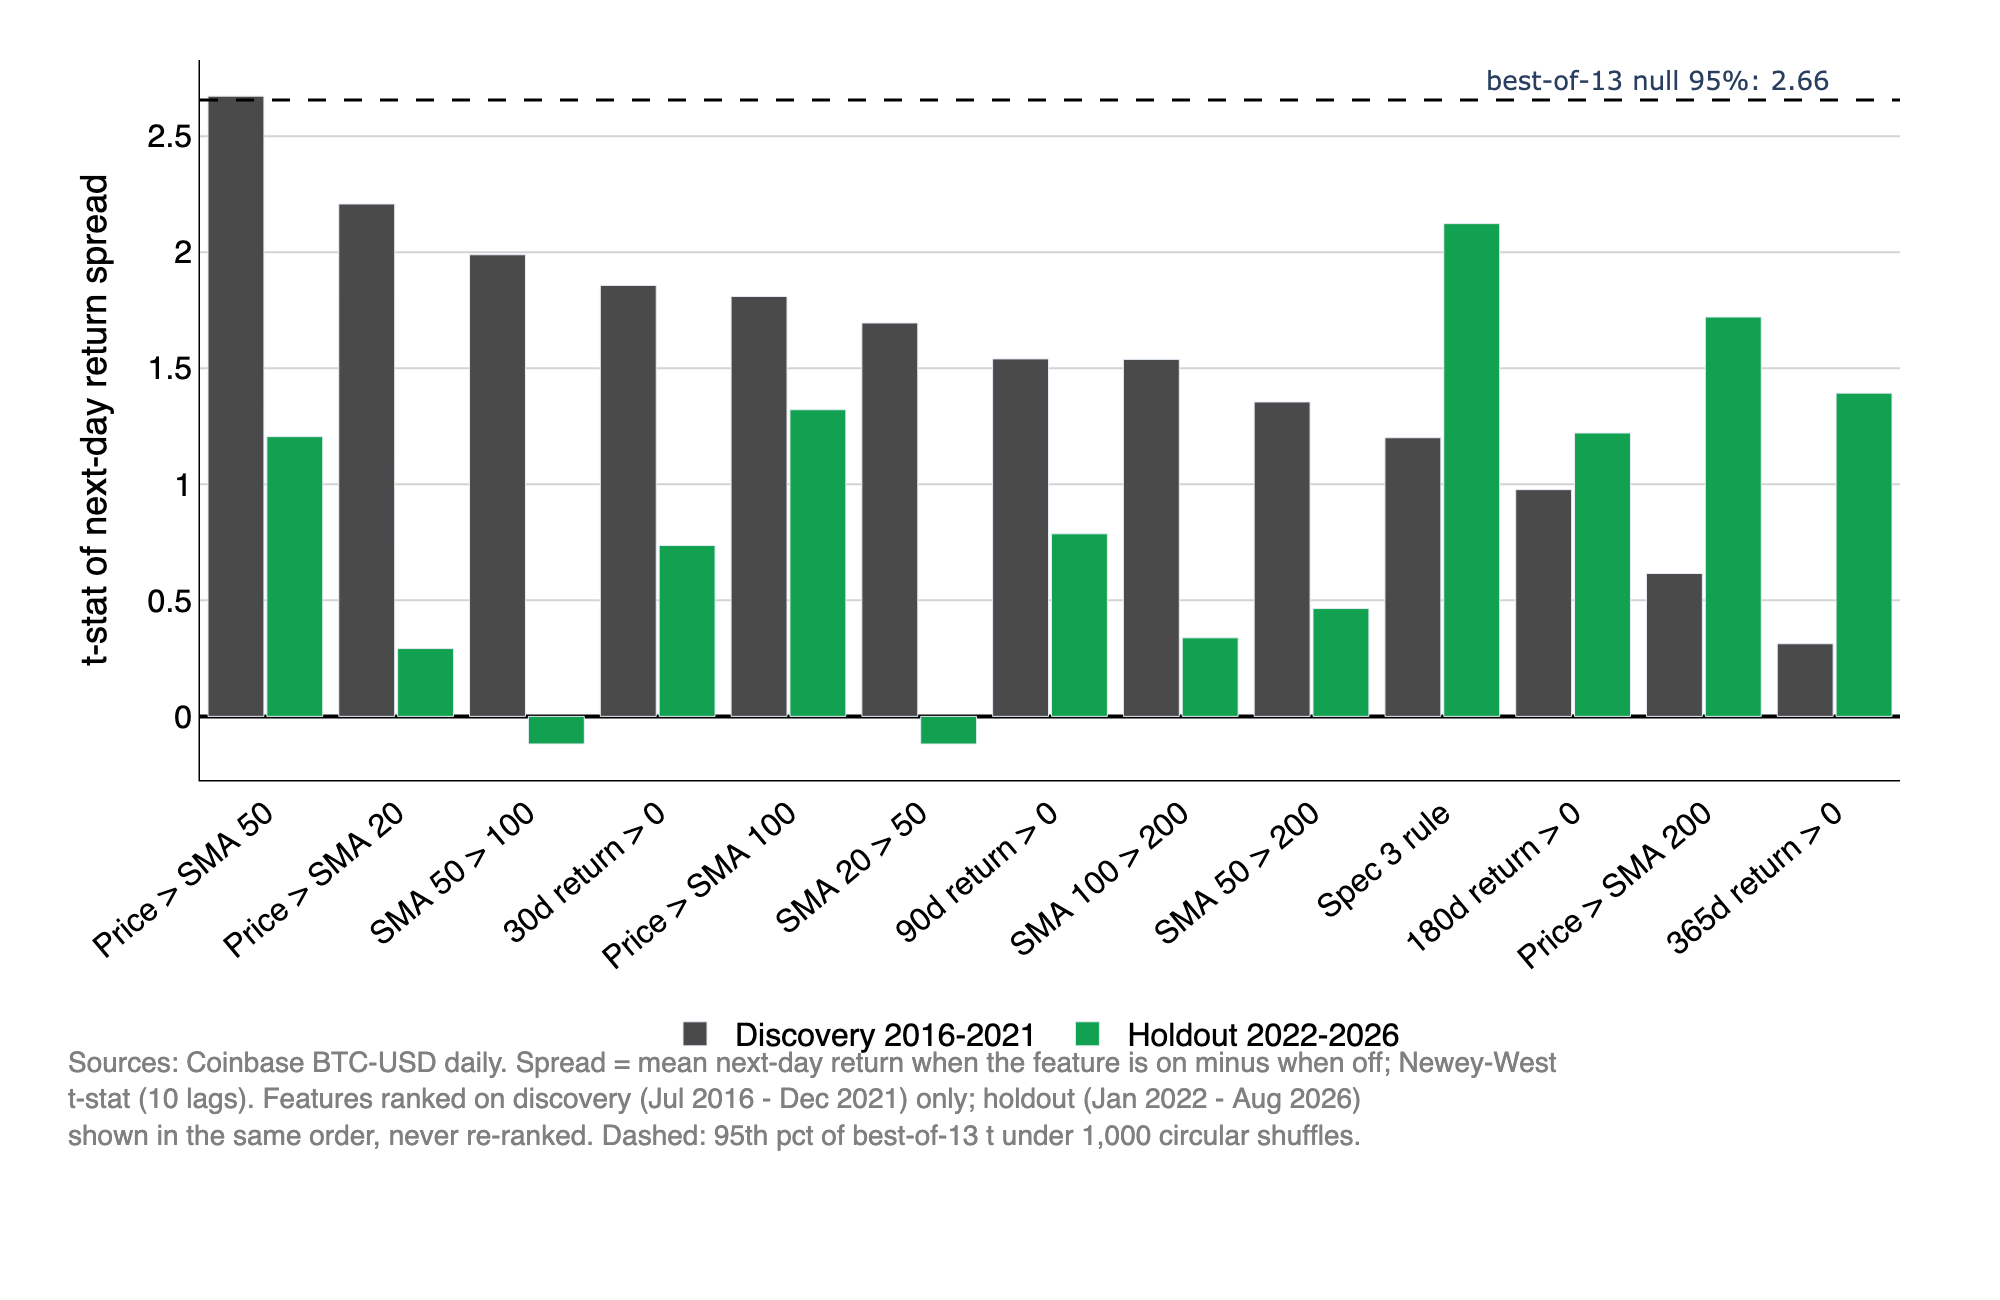 best-of-13 null 95%: 2.66
t-stat of next-day return spread
2.5
2
1.5
1
0.5
0
Price > SMA 50
Price > SMA 20
SMA 50 > 100
30d return > 0
Price > SMA 100
SMA 20 > 50
90d return > 0
SMA 100 > 200
SMA 50 > 200
Spec 3 rule
180d return > 0
Price > SMA 200
365d return > 0
Discovery 2016-2021
Holdout 2022-2026
Sources: Coinbase BTC-USD daily. Spread = mean next-day return when the feature is on minus when off; Newey-West
t-stat (10 lags). Features ranked on discovery (Jul 2016 - Dec 2021) only; holdout (Jan 2022 - Aug 2026)
shown in the same order, never re-ranked. Dashed: 95th pct of best-of-13 t under 1,000 circular shuffles.